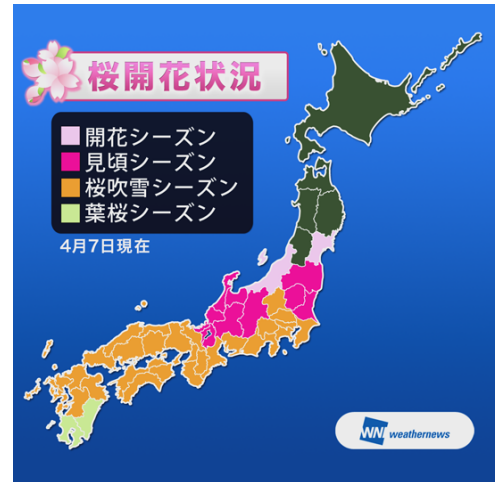 桜開花状況
開花シーズン
見頃シーズン
桜吹雪シーズン
葉桜シーズン
4月7日現在
WNI weathernews